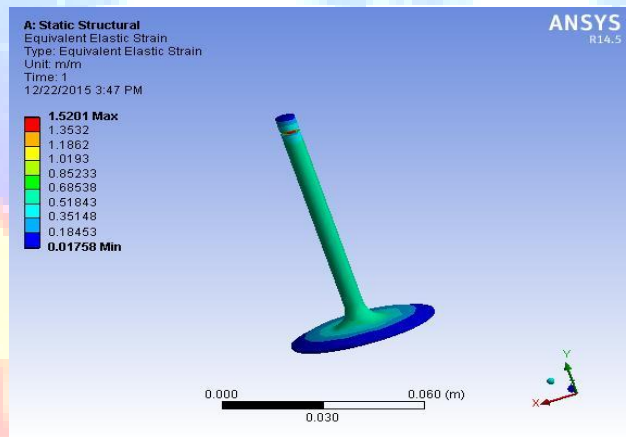 A: Static Structural
Equivalent Elastic Strain
Type: Equivalent Elastic Strain
Unit: m/m
Time: 1
12/22/2015 3:47 PM
ANSYS
R14.5
1.5201 Max
1.3532
1.1862
1.0193
0.85233
0.68538
0.51843
0.35148
0.18453
0.01758 Min
0.000
0.060 (m)
0.030
Y
X